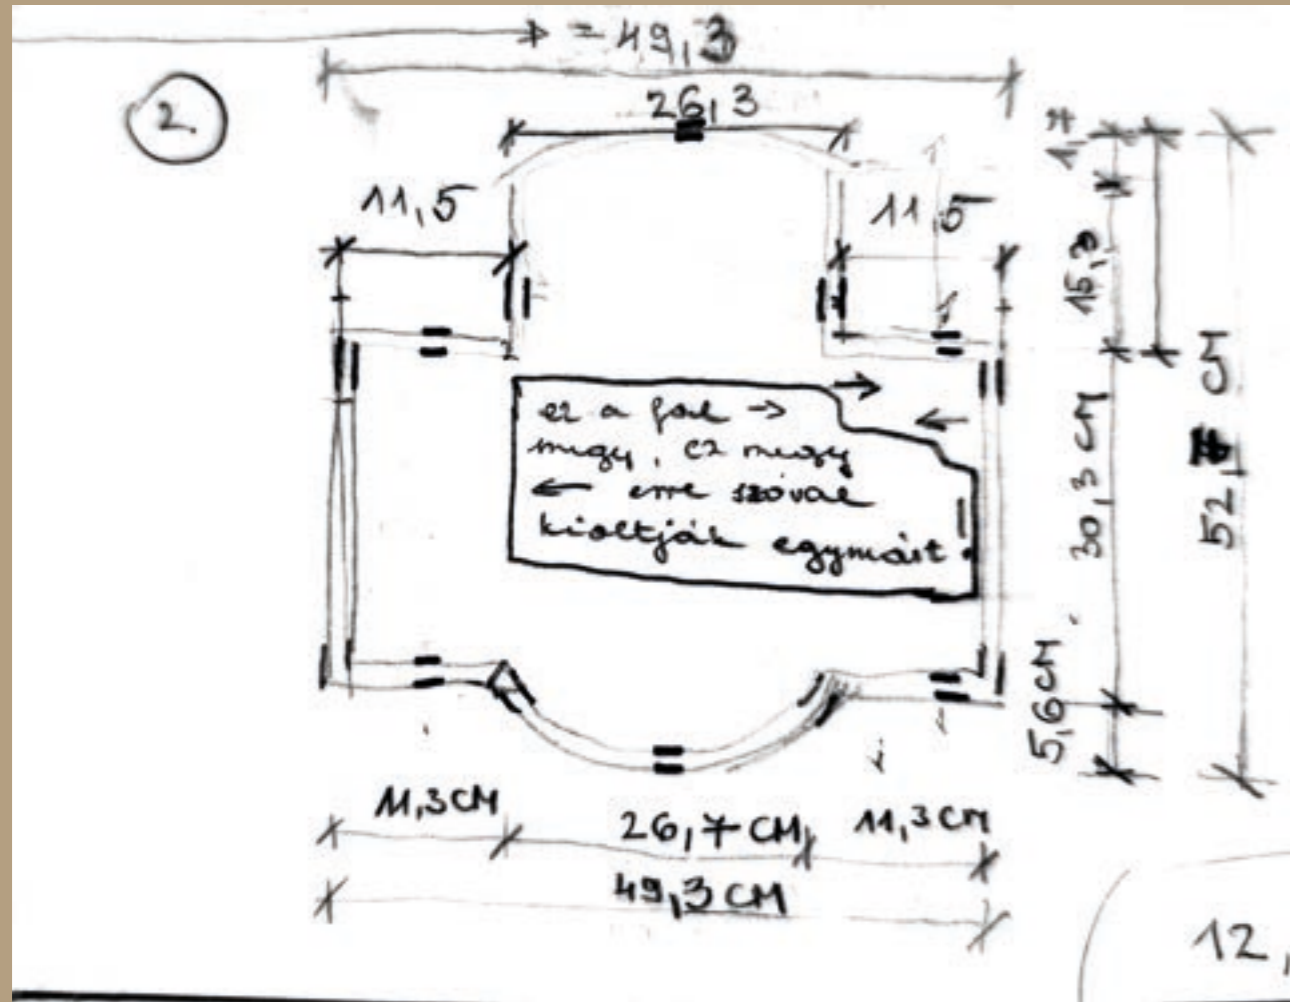 = 49,3
2.
26,3
11,5
11,5
1,7
15,3
ez a fal →
megy, ez megy
← erre szóval
kioltják egymást.
30,3 CM
52, CM
5,6 CM
11,3 CM
26,7 CM
11,3 CM
49,3 CM
12,